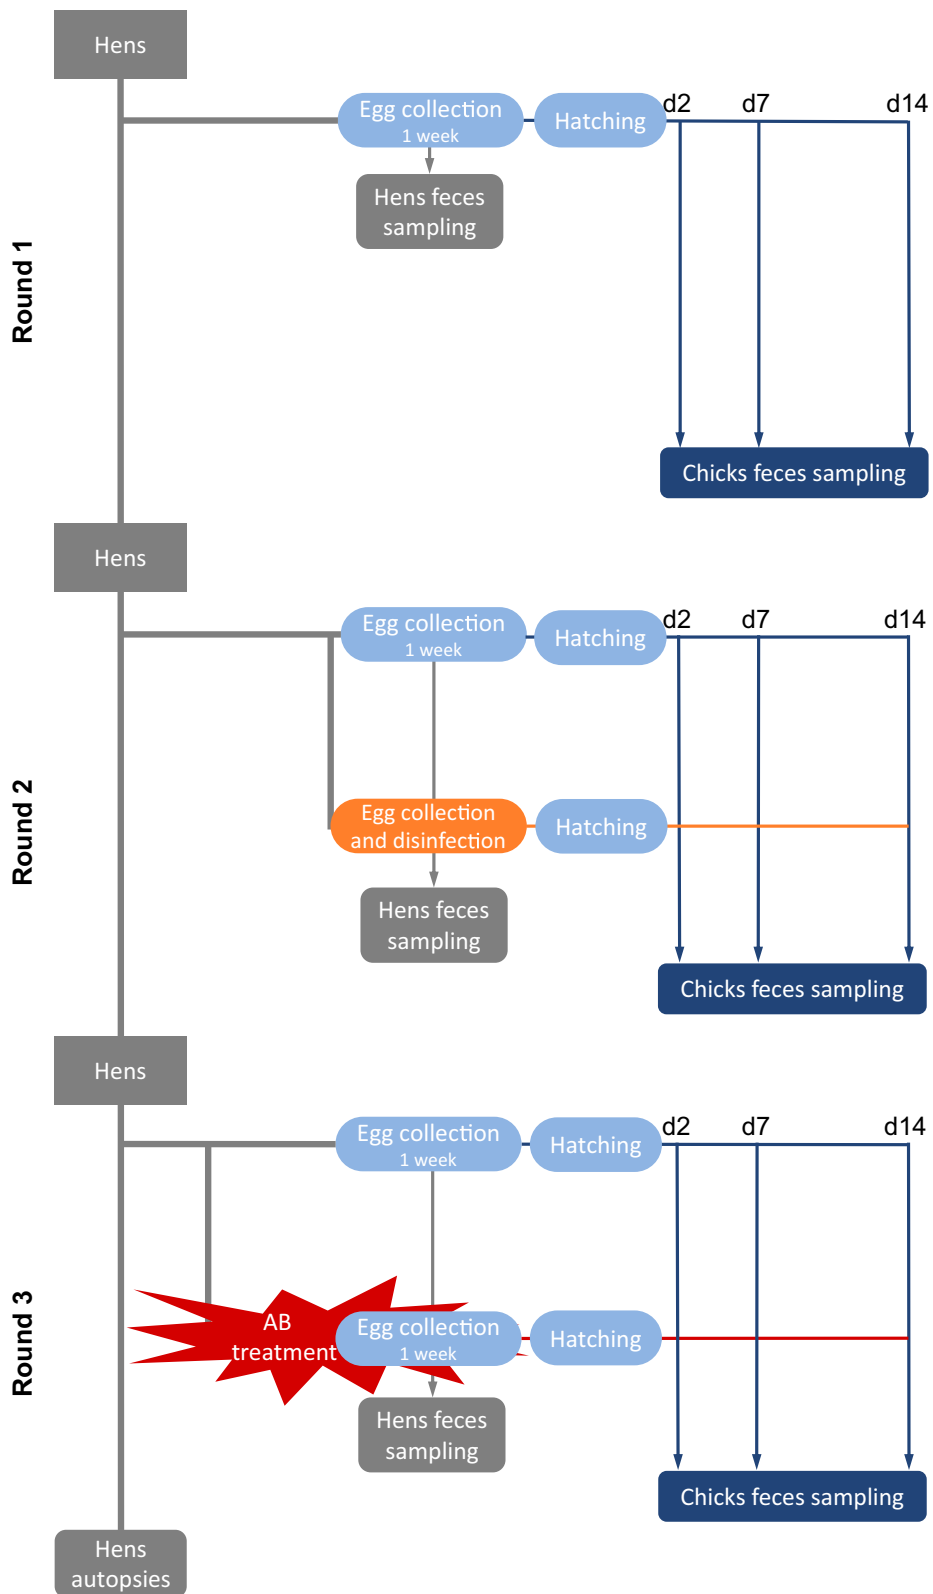 Hens
Round 1
Egg collection
1 week
Hatching
d2
d7
d14
Hens feces
sampling
Chicks feces sampling
Hens
Round 2
Egg collection
1 week
Hatching
d2
d7
d14
Egg collection
and disinfection
Hatching
Hens feces
sampling
Chicks feces sampling
Hens
Round 3
Egg collection
1 week
Hatching
d2
d7
d14
AB
treatment
Egg collection
1 week
Hatching
Hens feces
sampling
Chicks feces sampling
Hens
autopsies